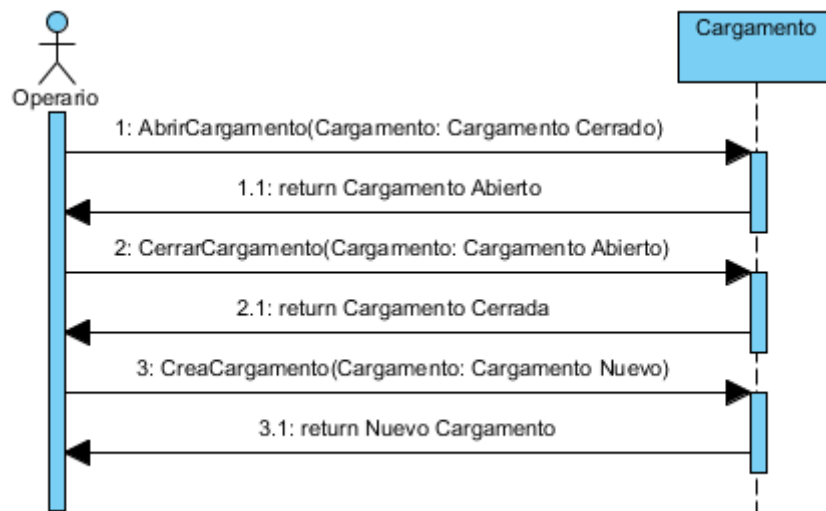 Cargamento
Operario
1: AbrirCargamento(Cargamento: Cargamento Cerrado)
1.1: return Cargamento Abierto
2: CerrarCargamento(Cargamento: Cargamento Abierto)
2.1: return Cargamento Cerrada
3: CreaCargamento(Cargamento: Cargamento Nuevo)
3.1: return Nuevo Cargamento